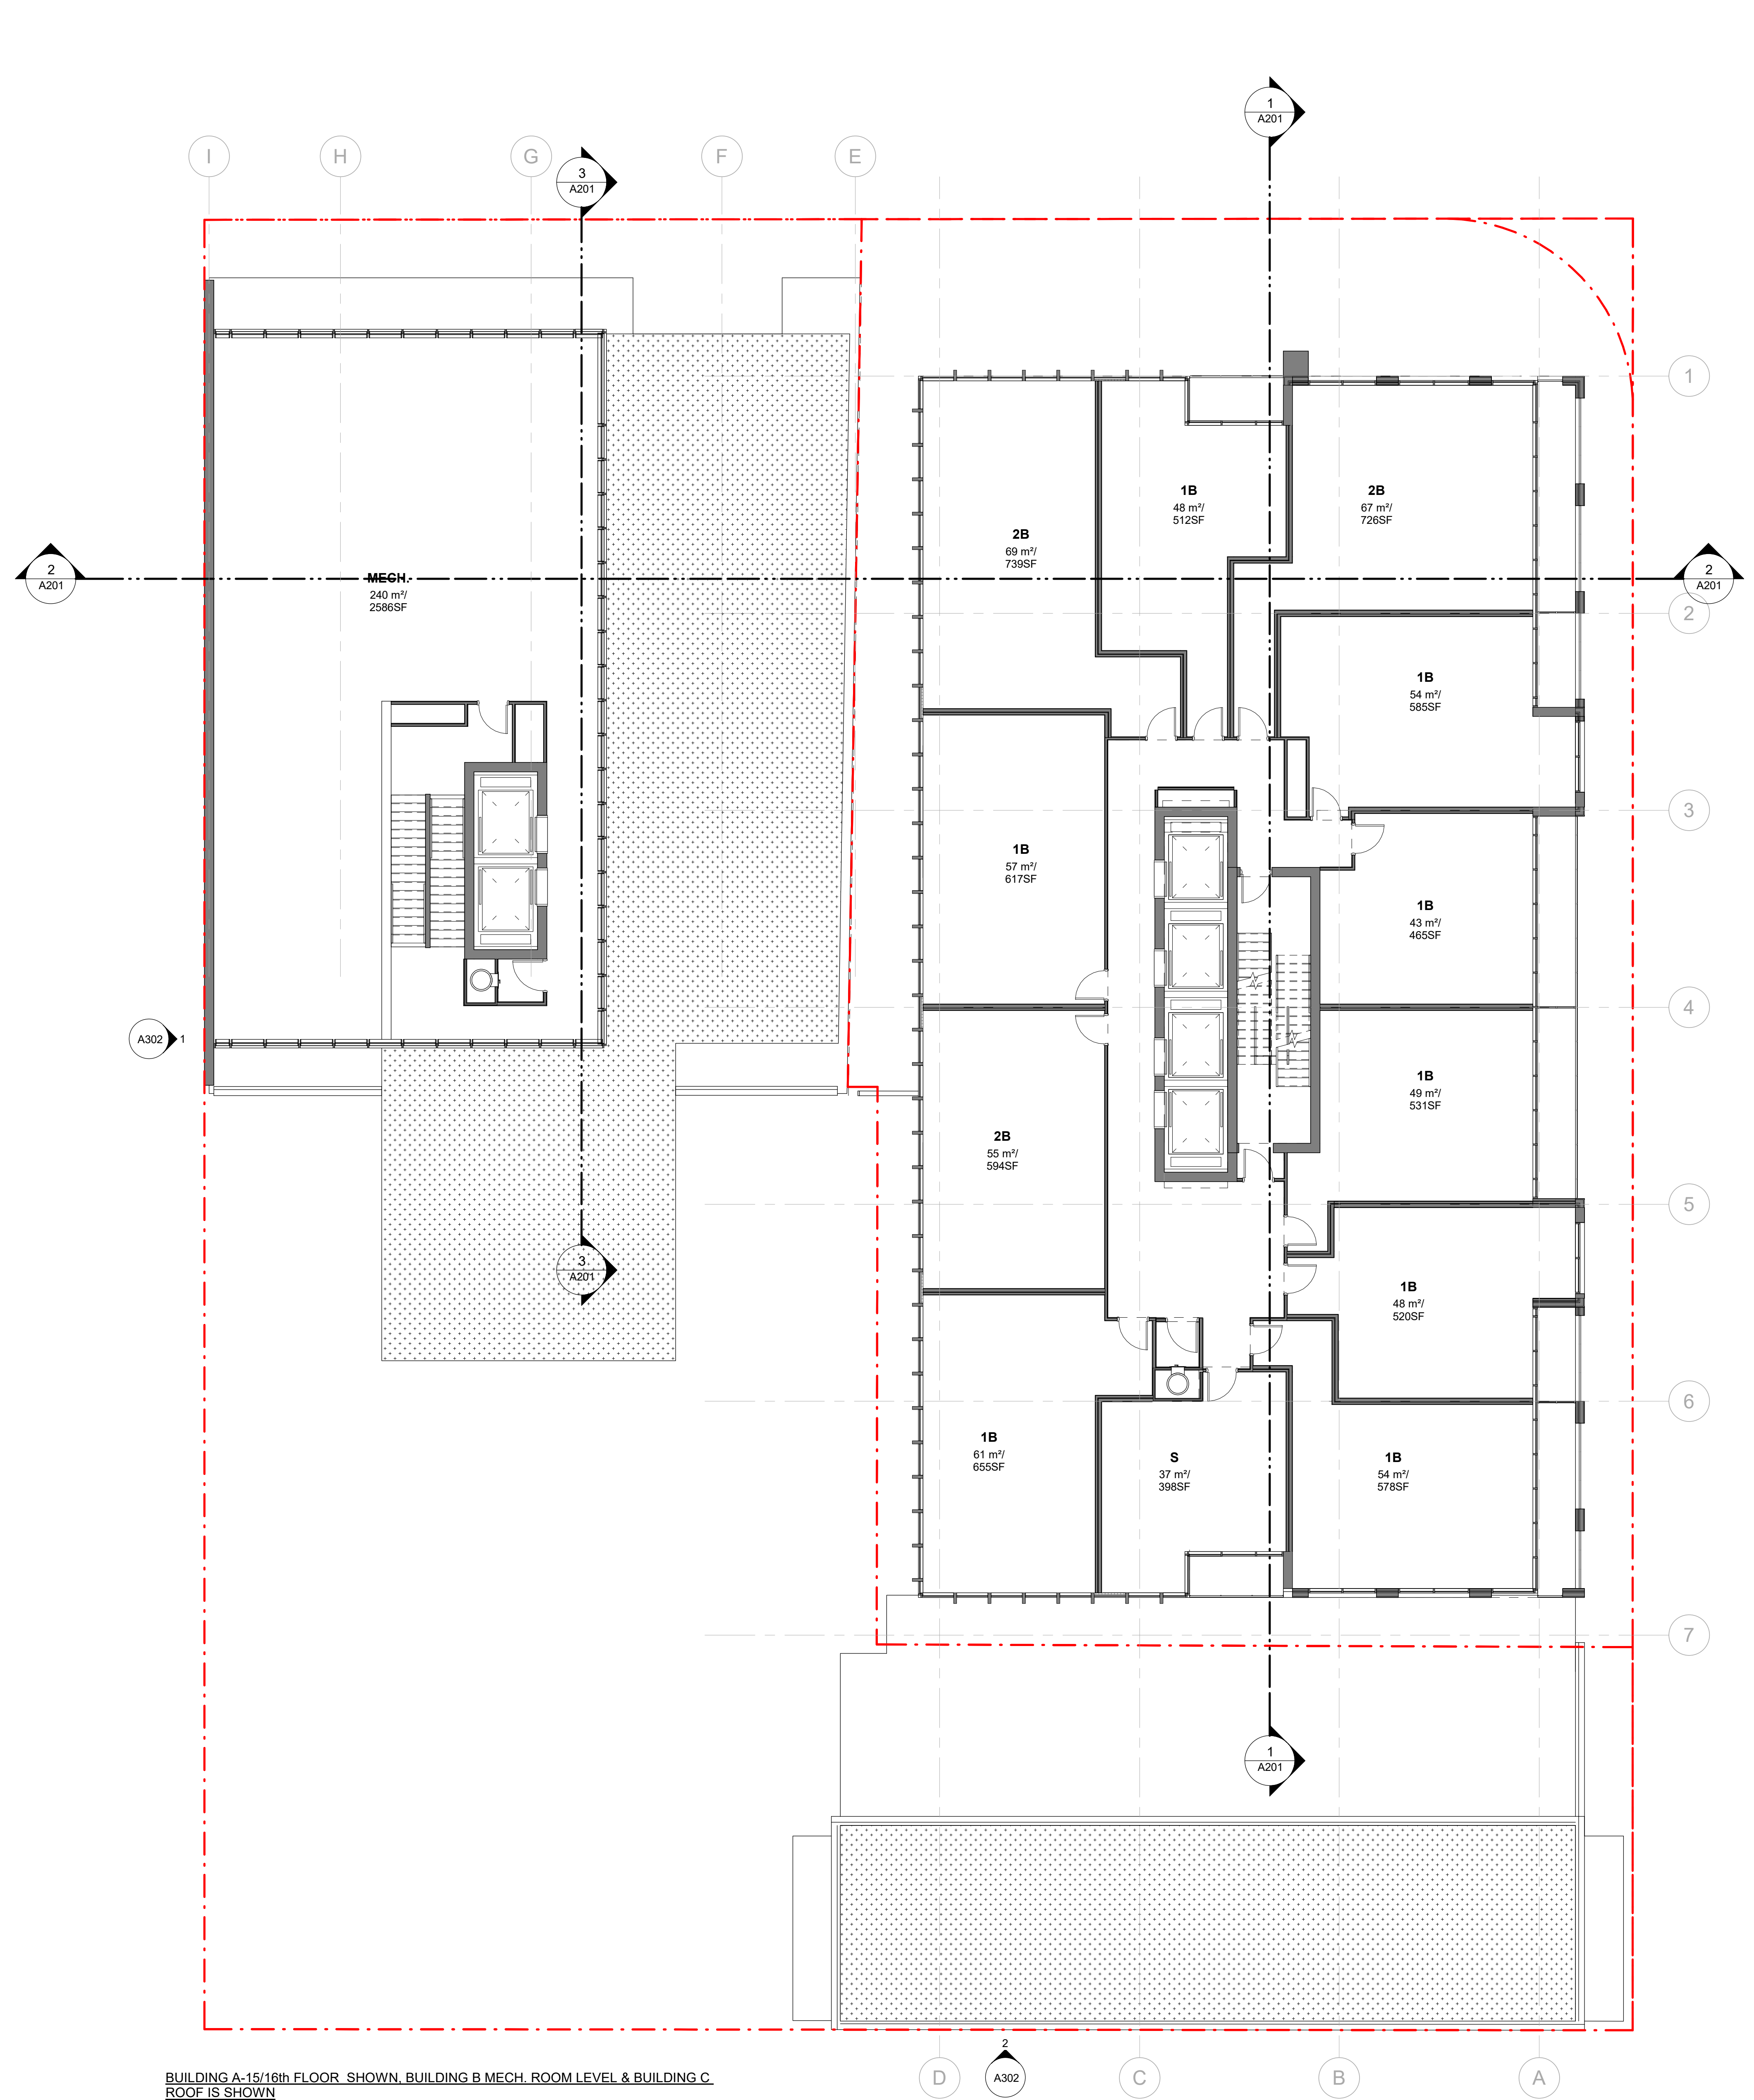 1
A201
I
H
G
F
E
3
A201
1
2B
69 m²/
739SF
1B
48 m²/
512SF
2B
67 m²/
726SF
2
A201
MECH.
240 m²/
2586SF
2
A201
2
1B
54 m²/
585SF
3
1B
57 m²/
617SF
1B
43 m²/
465SF
4
A302
1
1B
49 m²/
531SF
2B
55 m²/
594SF
5
3
A201
1B
48 m²/
520SF
6
1B
61 m²/
655SF
S
37 m²/
398SF
1B
54 m²/
578SF
7
1
A201
2
A302
D
C
B
A
BUILDING A-15/16th FLOOR SHOWN, BUILDING B MECH. ROOM LEVEL & BUILDING C
ROOF IS SHOWN